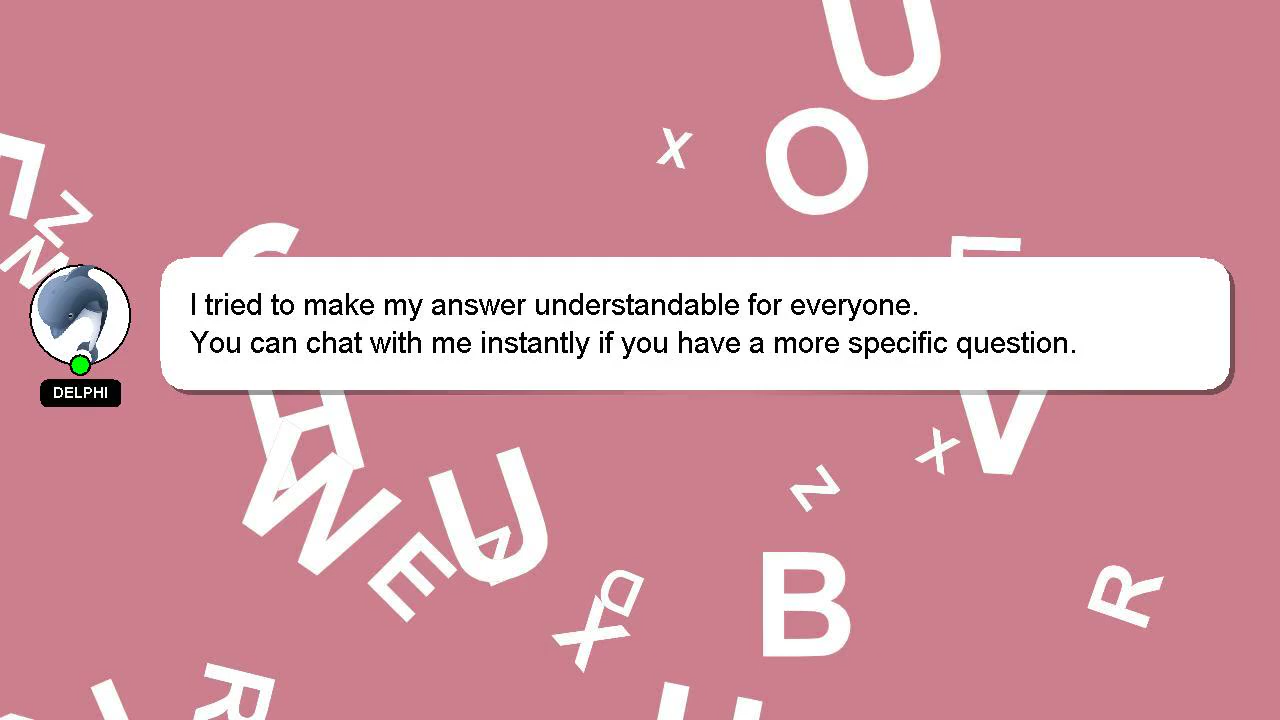 U
O
X
L
Z
N
I tried to make my answer understandable for everyone.
You can chat with me instantly if you have a more specific question.
DELPHI
V
X
W
U
Z
E
B
D
X
R
R